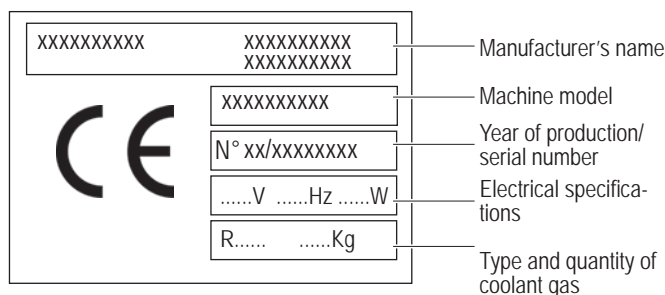 xxxxxxxxxx xxxxxxxxxx
xxxxxxxxxx
Manufacturer's name
CE
xxxxxxxxxx
Machine model
N° xx/xxxxxxxx
Year of production/
serial number
......V ......Hz ......W
Electrical specifica-
tions
R...... ......Kg
Type and quantity of
coolant gas